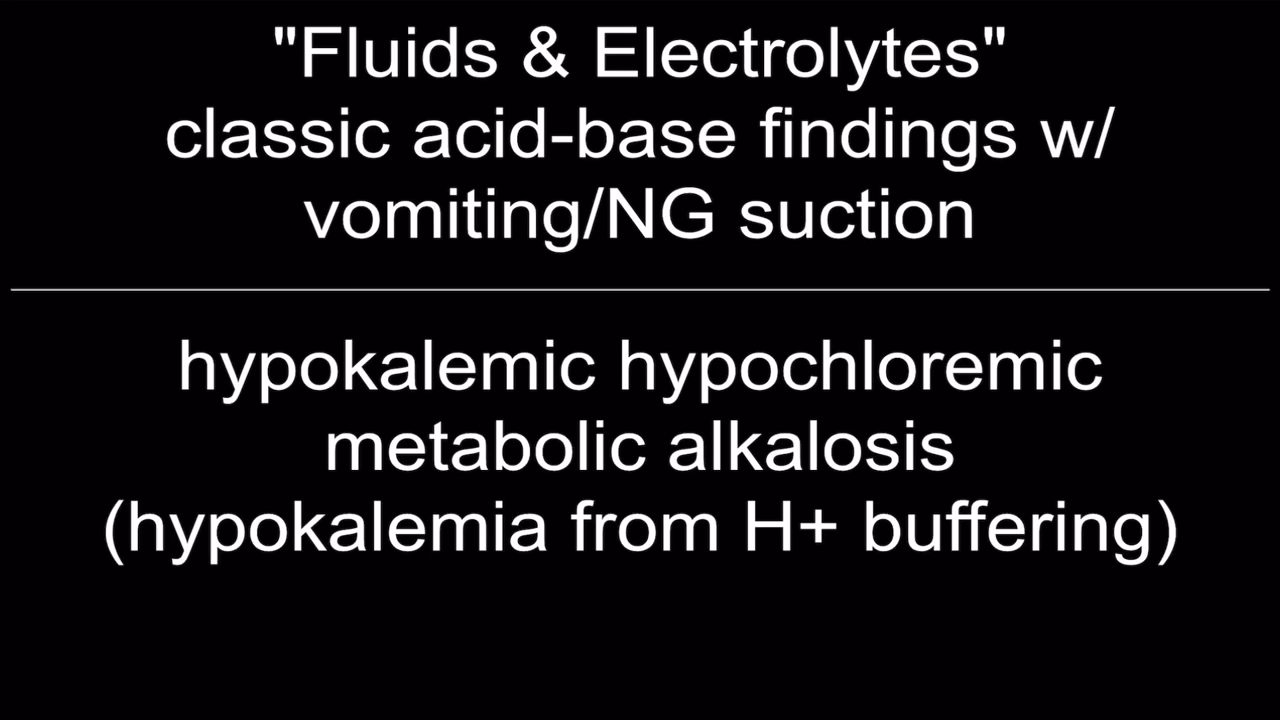 "Fluids & Electrolytes"
classic acid-base findings w/
vomiting/NG suction
hypokalemic hypochloremic
metabolic alkalosis
(hypokalemia from H+ buffering)